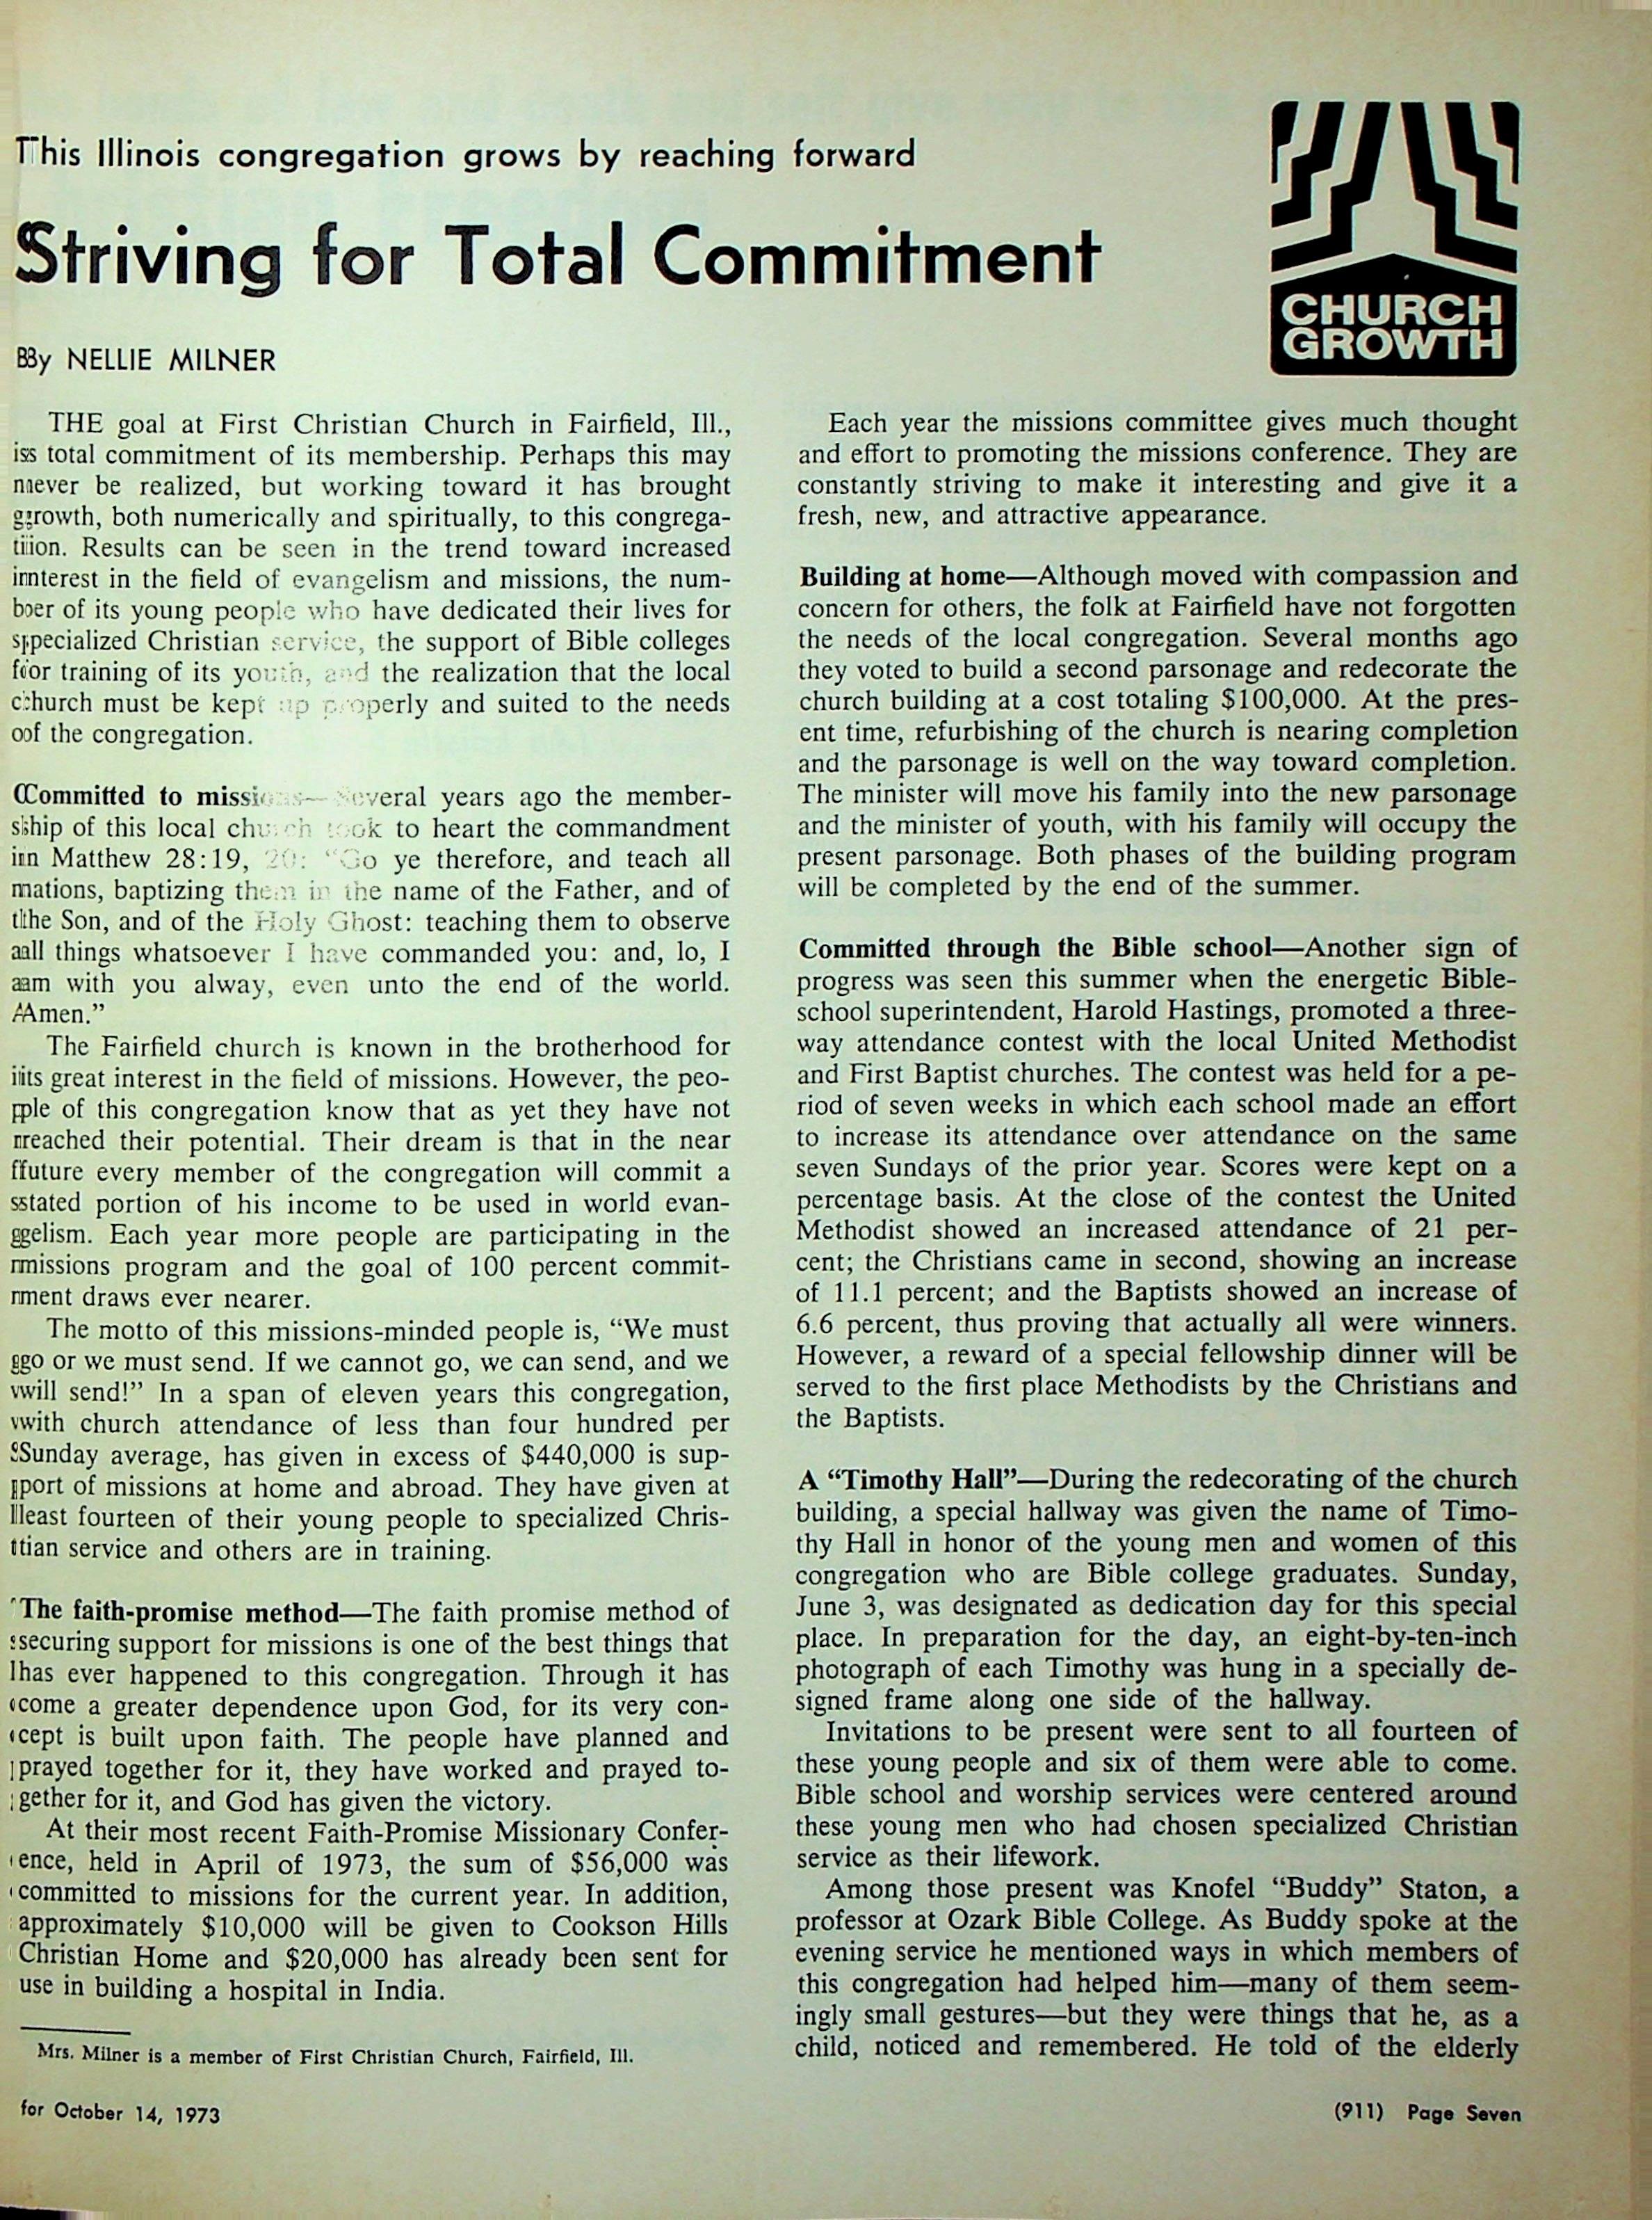 This Illinois congregation grows by reaching forward
Striving for Total Commitment
CHURCH
GROWTH
By NELLIE MILNER
THE goal at First Christian Church in Fairfield, Ill.,
is total commitment of its membership. Perhaps this may
never be realized, but working toward it has brought
growth, both numerically and spiritually, to this congrega-
tion. Results can be seen in the trend toward increased
interest in the field of evangelism and missions, the num-
ber of its young people who have dedicated their lives for
specialized Christian service, the support of Bible colleges
for training of its youth, and the realization that the local
church must be kept up properly and suited to the needs
of the congregation.
Committed to missions—Several years ago the member-
ship of this local church took to heart the commandment
in Matthew 28:19, 20: “Go ye therefore, and teach all
nations, baptizing them in the name of the Father, and of
the Son, and of the Holy Ghost: teaching them to observe
all things whatsoever I have commanded you: and, lo, I
am with you alway, even unto the end of the world.
Amen.”
The Fairfield church is known in the brotherhood for
its great interest in the field of missions. However, the peo-
ple of this congregation know that as yet they have not
reached their potential. Their dream is that in the near
future every member of the congregation will commit a
stated portion of his income to be used in world evan-
gelism. Each year more people are participating in the
missions program and the goal of 100 percent commit-
ment draws ever nearer.
The motto of this missions-minded people is, “We must
go or we must send. If we cannot go, we can send, and we
will send!” In a span of eleven years this congregation,
with church attendance of less than four hundred per
Sunday average, has given in excess of $440,000 is sup-
port of missions at home and abroad. They have given at
least fourteen of their young people to specialized Chris-
tian service and others are in training.
The faith-promise method—The faith promise method of
securing support for missions is one of the best things that
has ever happened to this congregation. Through it has
come a greater dependence upon God, for its very con-
cept is built upon faith. The people have planned and
prayed together for it, they have worked and prayed to-
gether for it, and God has given the victory.
At their most recent Faith-Promise Missionary Confer-
ence, held in April of 1973, the sum of $56,000 was
committed to missions for the current year. In addition,
approximately $10,000 will be given to Cookson Hills
Christian Home and $20,000 has already been sent for
use in building a hospital in India.
Mrs. Milner is a member of First Christian Church, Fairfield, Ill.
Each year the missions committee gives much thought
and effort to promoting the missions conference. They are
constantly striving to make it interesting and give it a
fresh, new, and attractive appearance.
Building at home—Although moved with compassion and
concern for others, the folk at Fairfield have not forgotten
the needs of the local congregation. Several months ago
they voted to build a second parsonage and redecorate the
church building at a cost totaling $100,000. At the pres-
ent time, refurbishing of the church is nearing completion
and the parsonage is well on the way toward completion.
The minister will move his family into the new parsonage
and the minister of youth, with his family will occupy the
present parsonage. Both phases of the building program
will be completed by the end of the summer.
Committed through the Bible school—Another sign of
progress was seen this summer when the energetic Bible-
school superintendent, Harold Hastings, promoted a three-
way attendance contest with the local United Methodist
and First Baptist churches. The contest was held for a pe-
riod of seven weeks in which each school made an effort
to increase its attendance over attendance on the same
seven Sundays of the prior year. Scores were kept on a
percentage basis. At the close of the contest the United
Methodist showed an increased attendance of 21 per-
cent; the Christians came in second, showing an increase
of 11.1 percent; and the Baptists showed an increase of
6.6 percent, thus proving that actually all were winners.
However, a reward of a special fellowship dinner will be
served to the first place Methodists by the Christians and
the Baptists.
A “Timothy Hall”—During the redecorating of the church
building, a special hallway was given the name of Timo-
thy Hall in honor of the young men and women of this
congregation who are Bible college graduates. Sunday,
June 3, was designated as dedication day for this special
place. In preparation for the day, an eight-by-ten-inch
photograph of each Timothy was hung in a specially de-
signed frame along one side of the hallway.
Invitations to be present were sent to all fourteen of
these young people and six of them were able to come.
Bible school and worship services were centered around
these young men who had chosen specialized Christian
service as their lifework.
Among those present was Knofel “Buddy” Staton, a
professor at Ozark Bible College. As Buddy spoke at the
evening service he mentioned ways in which members of
this congregation had helped him—many of them seem-
ingly small gestures—but they were things that he, as a
child, noticed and remembered. He told of the elderly
for October 14, 1973
(911) Page Seven